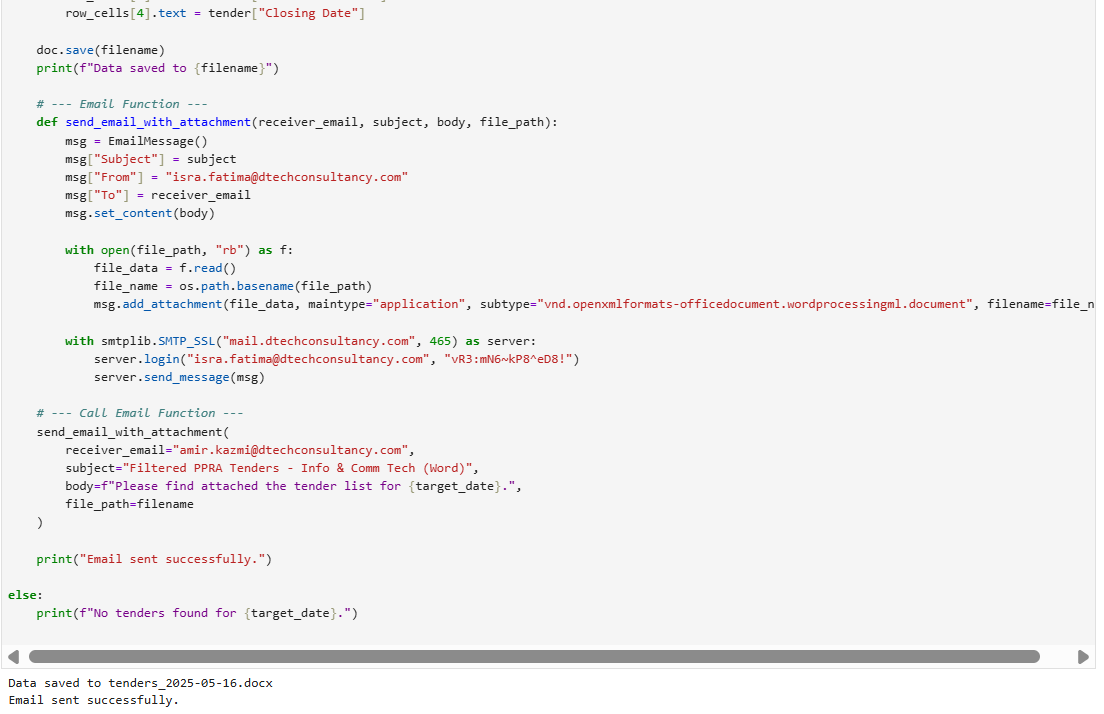 row_cells[4].text = tender["Closing Date"]
doc.save(filename)
print(f"Data saved to {filename}")
# --- Email Function ---
def send_email_with_attachment(receiver_email, subject, body, file_path):
msg = EmailMessage()
msg["Subject"] = subject
msg["From"] = "isra.fatima@dtechconsultancy.com"
msg["To"] = receiver_email
msg.set_content(body)
with open(file_path, "rb") as f:
file_data = f.read()
file_name = os.path.basename(file_path)
msg.add_attachment(file_data, maintype="application", subtype="vnd.openxmlformats-officedocument.wordprocessingml.document", filename=file_n
with smtplib.SMTP_SSL("mail.dtechconsultancy.com", 465) as server:
server.login("isra.fatima@dtechconsultancy.com", "vR3:mN6~kP8^eD8!")
server.send_message(msg)
# --- Call Email Function ---
send_email_with_attachment(
receiver_email="amir.kazmi@dtechconsultancy.com",
subject="Filtered PPRA Tenders - Info & Comm Tech (Word)",
body=f"Please find attached the tender list for {target_date}.",
file_path=filename
)
print("Email sent successfully.")
else:
print(f"No tenders found for {target_date}.")
Data saved to tenders_2025-05-16.docx
Email sent successfully.